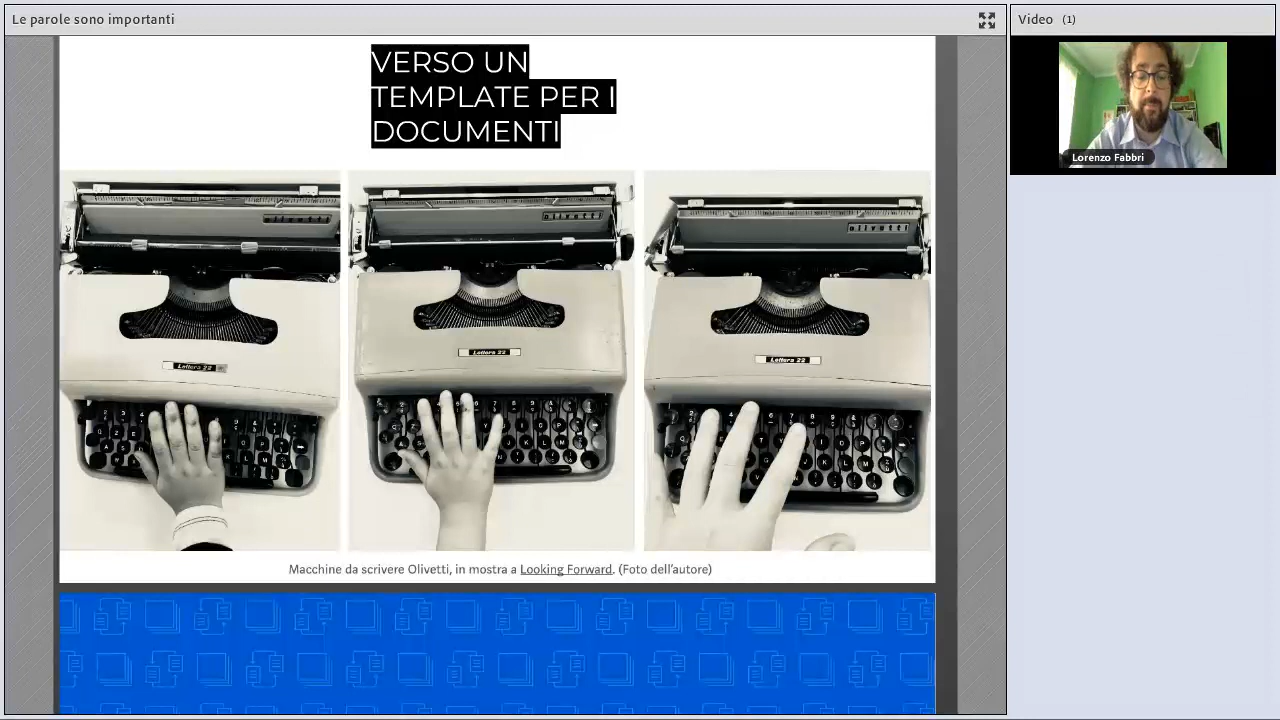 Le parole sono importanti
Video (1)
Lorenzo Fabbri
VERSO UN
TEMPLATE PER I
DOCUMENTI
olivetti
olivetti
olivetti
Lettera 22
Lettera 22
Lettera 22
Macchine da scrivere Olivetti, in mostra a Looking Forward. (Foto dell'autore)